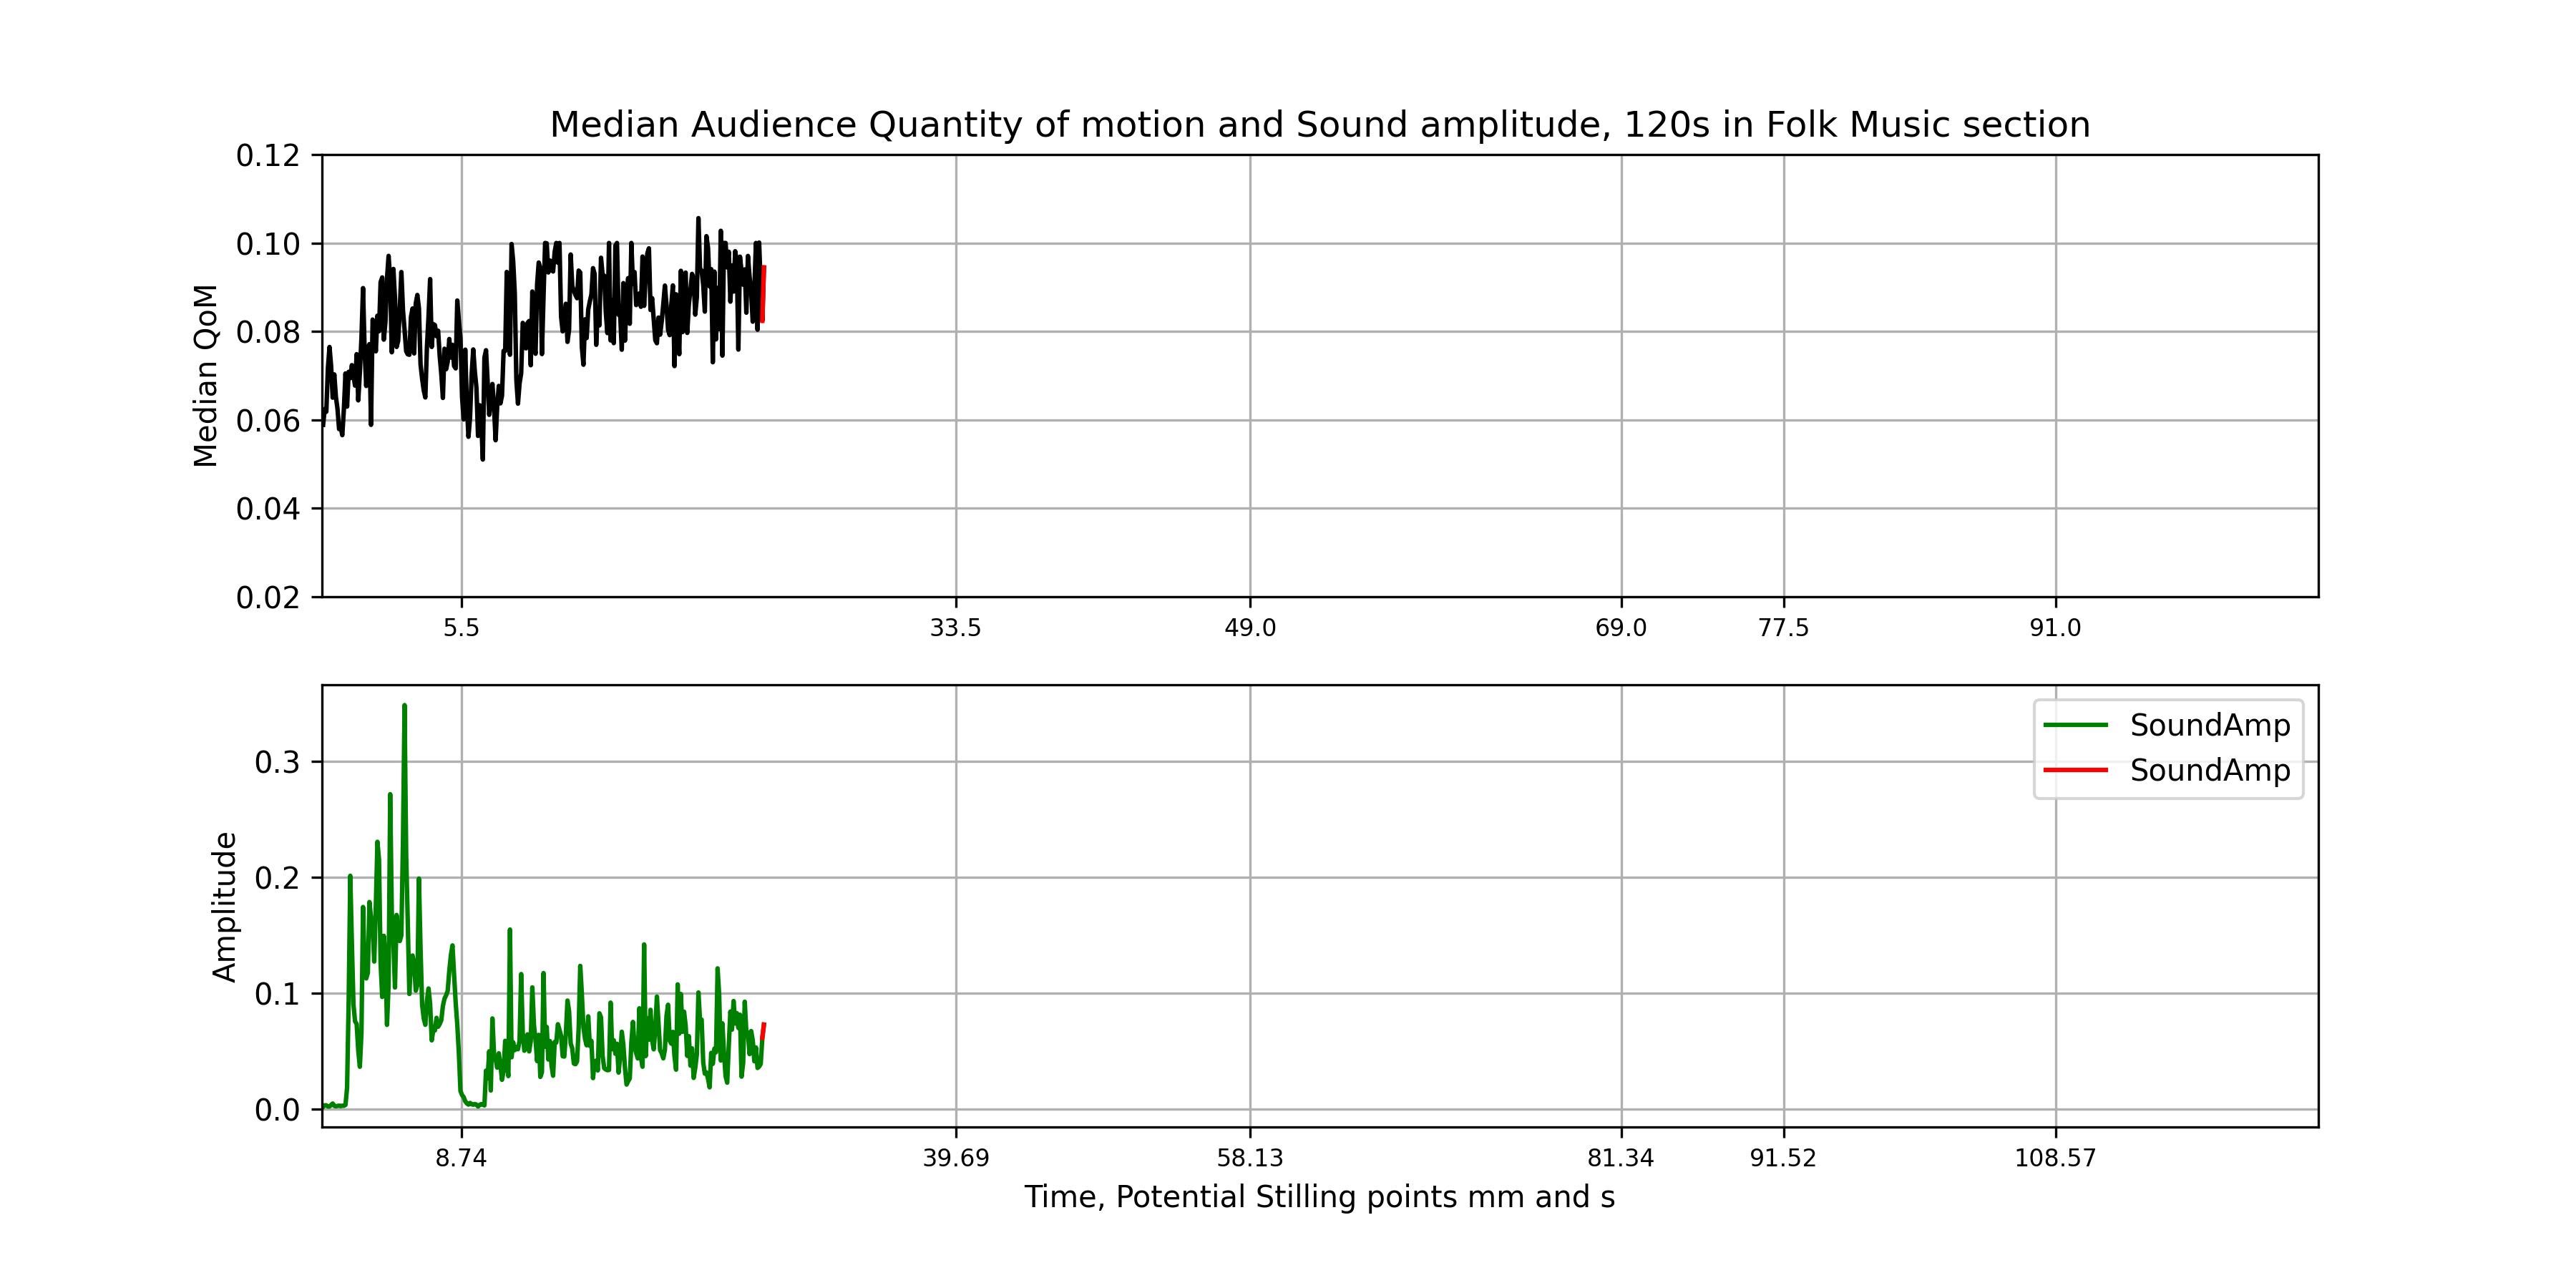 Median Audience Quantity of motion and Sound amplitude, 120s in Folk Music section
0.12
0.10
0.08
0.06
0.04
0.02
Median QoM
5.5 33.5 49.0 69.0 77.5 91.0
SoundAmp
SoundAmp
0.3
0.2
0.1
0.0
Amplitude
8.74 39.69 58.13 81.34 91.52 108.57
Time, Potential Stilling points mm and s